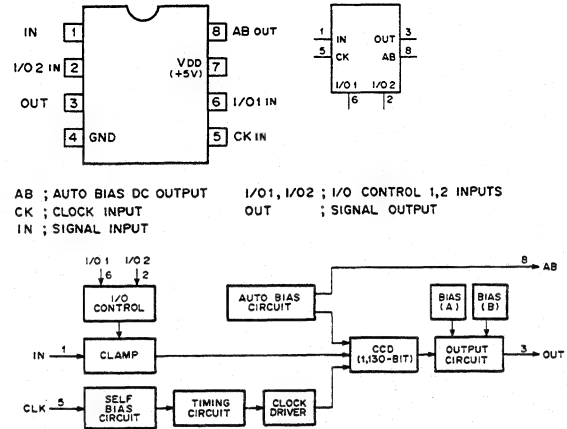 IN 1 8 AB OUT
I/O 2 IN 2 VDD (+5V) 7
OUT 3 6 I/O1 IN
4 GND 5 CK IN
1 IN OUT 3
5 CK AB 8
I/O 1 I/O 2
6 2
AB ; AUTO BIAS DC OUTPUT I/O1, I/O2 ; I/O CONTROL 1,2 INPUTS
CK ; CLOCK INPUT OUT ; SIGNAL OUTPUT
IN ; SIGNAL INPUT
I/O 1 I/O 2
6 2
I/O CONTROL
AUTO BIAS CIRCUIT
8 AB
BIAS (A)
BIAS (B)
IN 1 CLAMP
CCD (1,130-BIT)
OUTPUT CIRCUIT
3 OUT
CLK 5
SELF BIAS CIRCUIT
TIMING CIRCUIT
CLOCK DRIVER